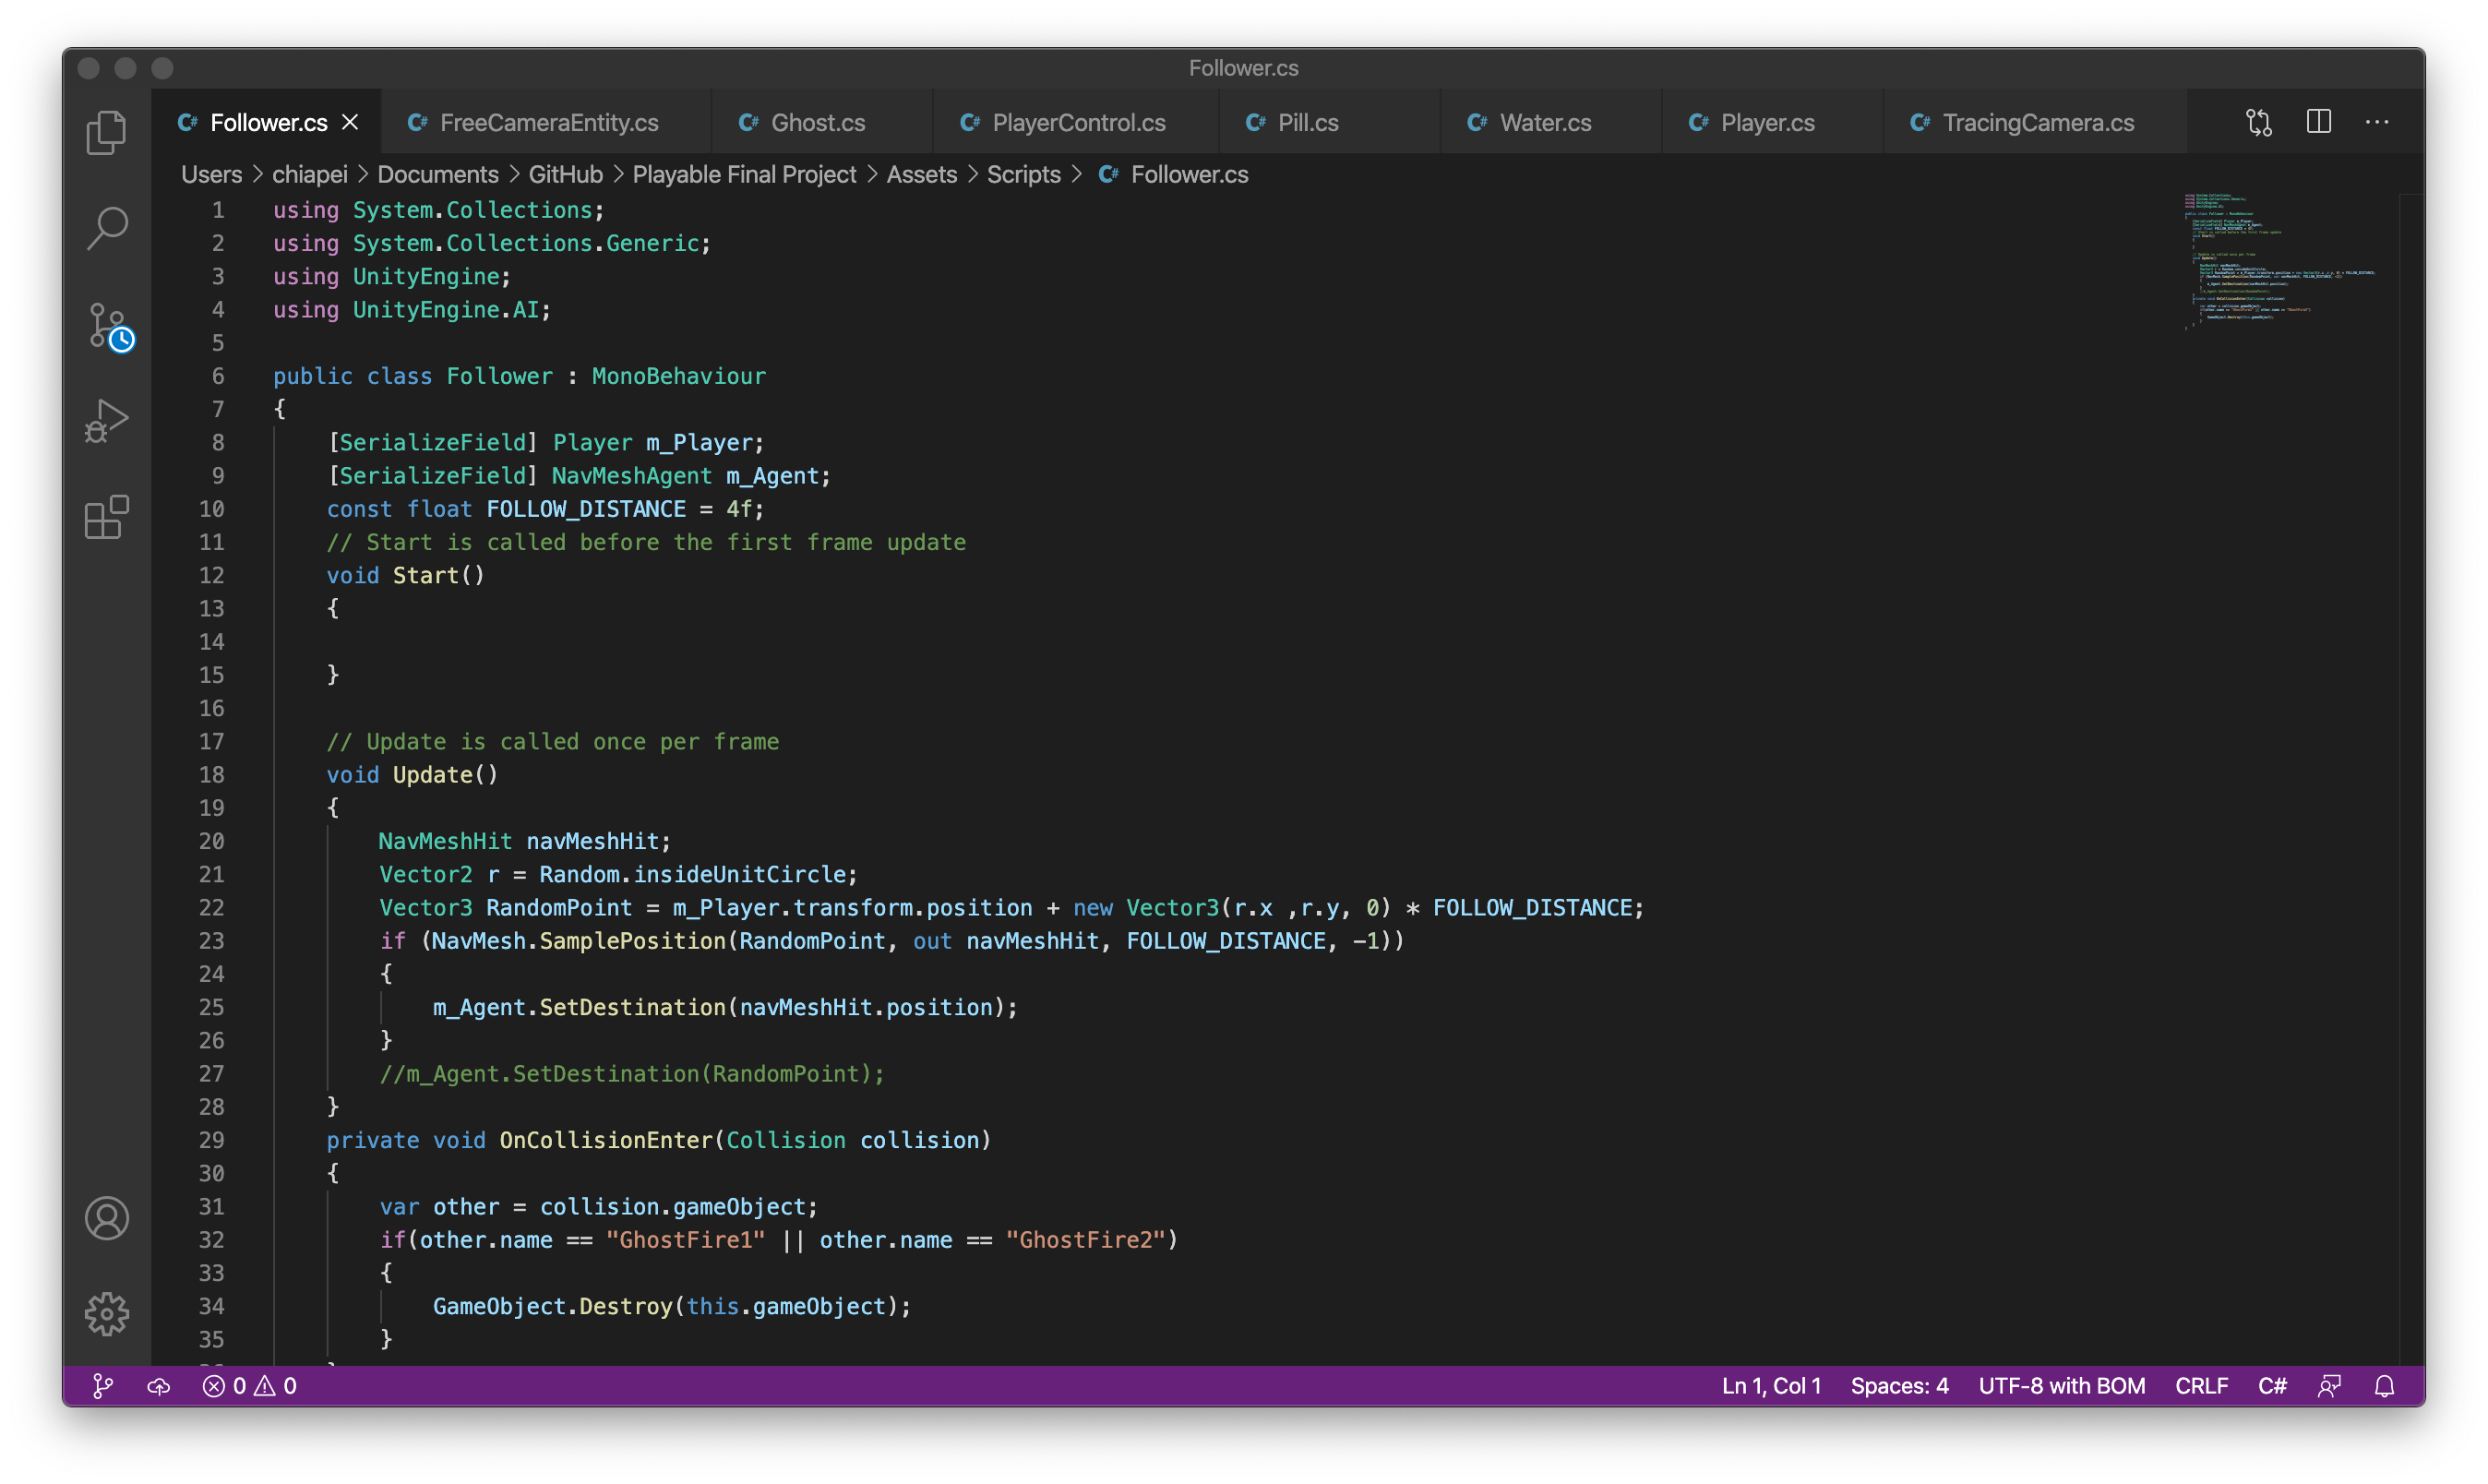 Follower.cs
Follower.cs FreeCameraEntity.cs Ghost.cs PlayerControl.cs Pill.cs Water.cs Player.cs TracingCamera.cs
Users > chiapei > Documents > GitHub > Playable Final Project > Assets > Scripts > Follower.cs
1 using System.Collections;
2 using System.Collections.Generic;
3 using UnityEngine;
4 using UnityEngine.AI;
5
6 public class Follower : MonoBehaviour
7 {
8     [SerializeField] Player m_Player;
9     [SerializeField] NavMeshAgent m_Agent;
10     const float FOLLOW_DISTANCE = 4f;
11     // Start is called before the first frame update
12     void Start()
13     {
14
15     }
16
17     // Update is called once per frame
18     void Update()
19     {
20         NavMeshHit navMeshHit;
21         Vector2 r = Random.insideUnitCircle;
22         Vector3 RandomPoint = m_Player.transform.position + new Vector3(r.x ,r.y, 0) * FOLLOW_DISTANCE;
23         if (NavMesh.SamplePosition(RandomPoint, out navMeshHit, FOLLOW_DISTANCE, -1))
24         {
25             m_Agent.SetDestination(navMeshHit.position);
26         }
27         //m_Agent.SetDestination(RandomPoint);
28     }
29     private void OnCollisionEnter(Collision collision)
30     {
31         var other = collision.gameObject;
32         if(other.name == "GhostFire1" || other.name == "GhostFire2")
33         {
34             GameObject.Destroy(this.gameObject);
35         }
0 0 Ln 1, Col 1 Spaces: 4 UTF-8 with BOM CRLF C#